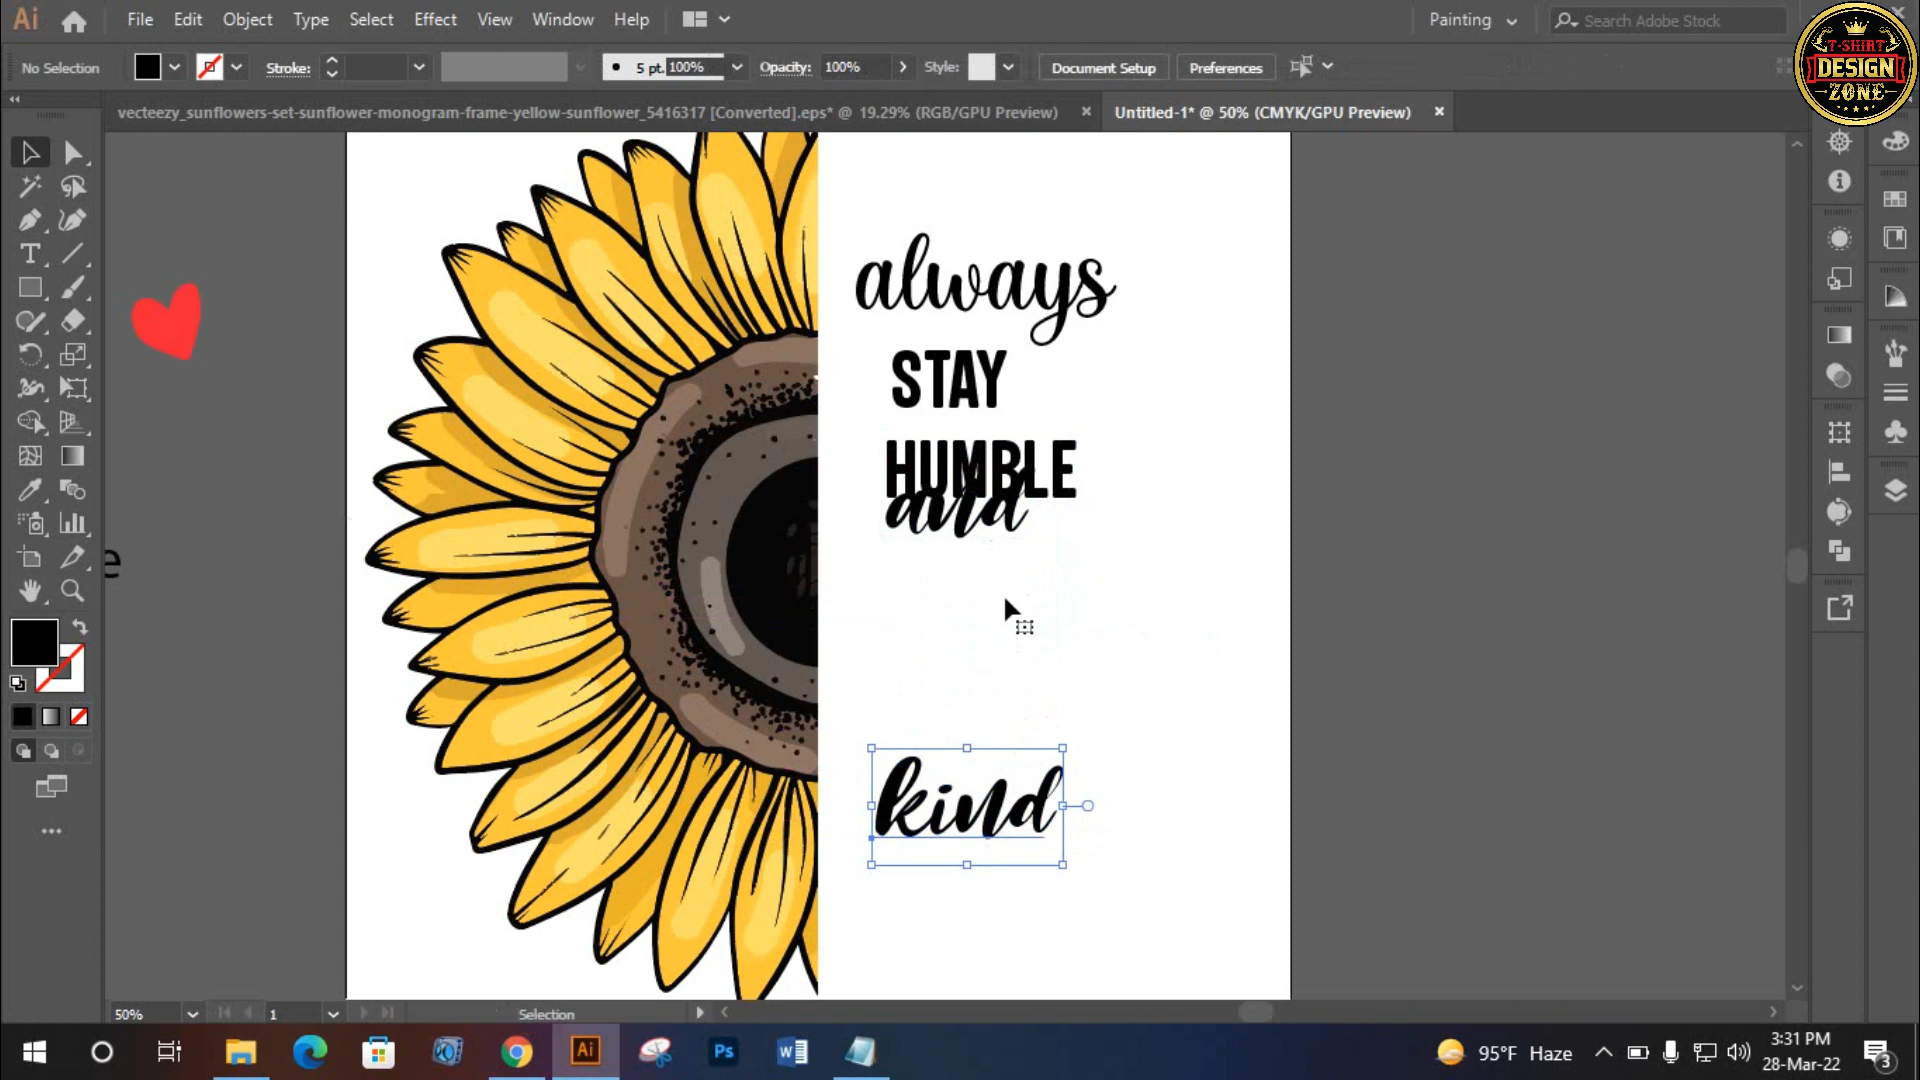 Ai File Edit Object Type Select Effect View Window Help Painting Search Adobe Stock
No Selection Stroke: 5 pt. 100% Opacity: 100% Style: Document Setup Preferences
T-SHIRT
DESIGN
ZONE
vecteezy_sunflowers-set-sunflower-monogram-frame-yellow-sunflower_5416317 [Converted].eps* @ 19.29% (RGB/GPU Preview) Untitled-1* @ 50% (CMYK/GPU Preview)
always
STAY
HUMBLE
and
e
kind
50% 1 Selection
Ai Ps 95°F Haze 3:31 PM
28-Mar-22 3